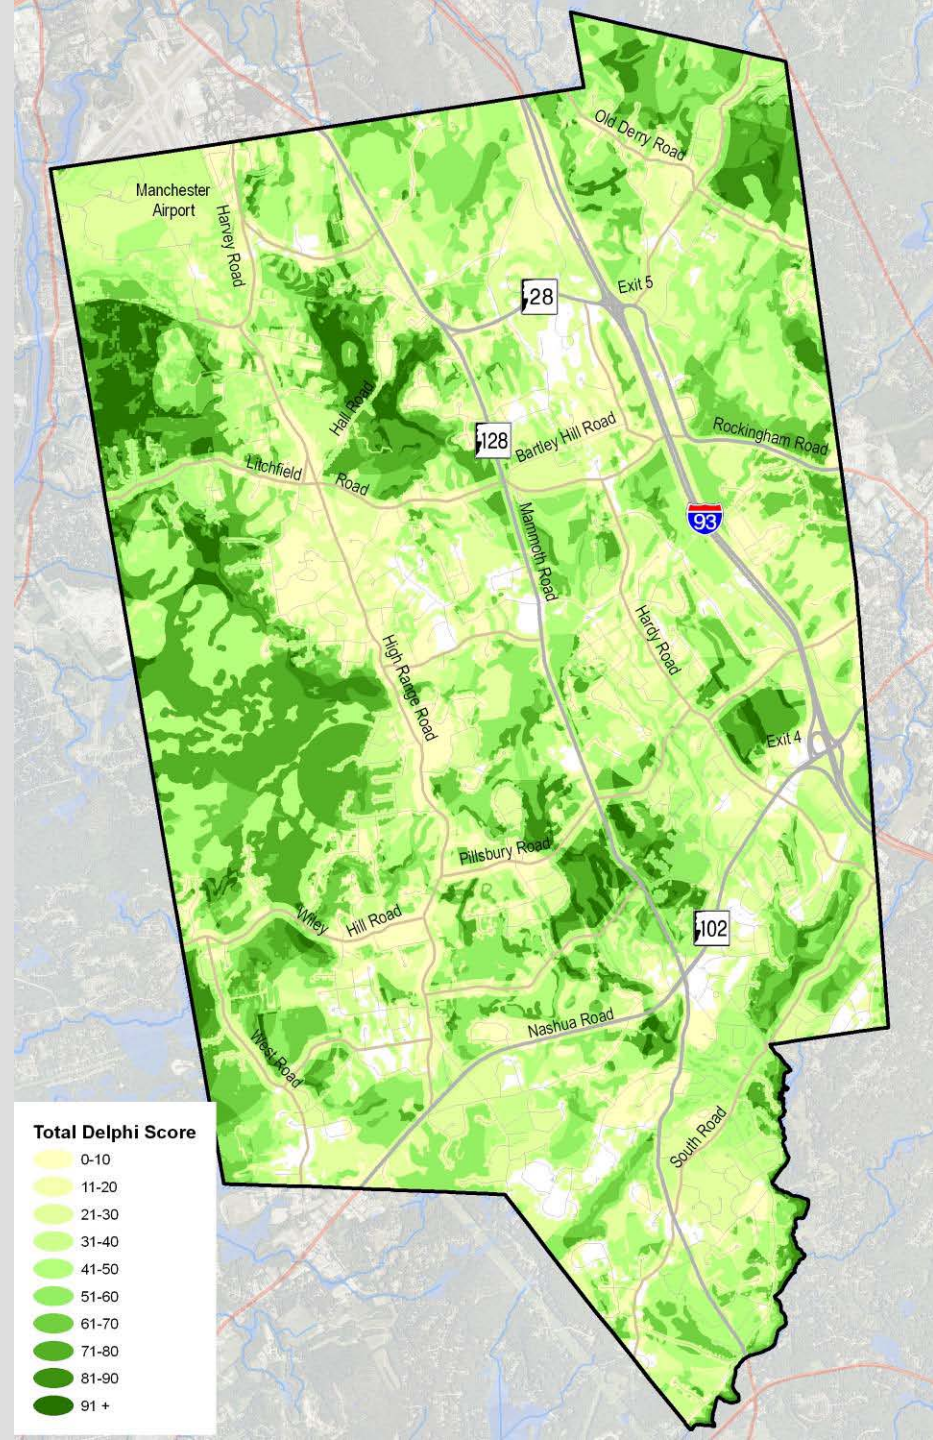 Old Derry Road
Manchester
Airport
Harvey Road
Exit 5
28
Hall Road
128
Bartley Hill Road
Rockingham Road
Litchfield
Road
93
Mammoth Road
Hardy Road
High Range Road
Exit 4
Pillsbury Road
Wiley
Hill Road
102
Nashua Road
West Road
South Road
Total Delphi Score
0-10
11-20
21-30
31-40
41-50
51-60
61-70
71-80
81-90
91 +